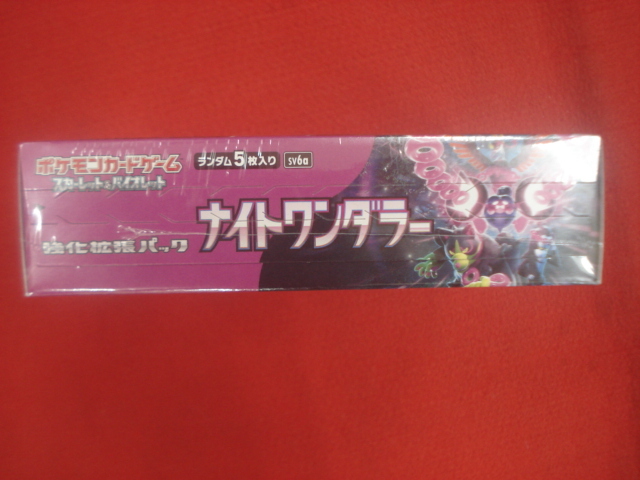 ポケモンカードゲーム
スカーレット&バイオレット
ランダム5枚入り sv6a
強化拡張パック
ナイトワンダラー